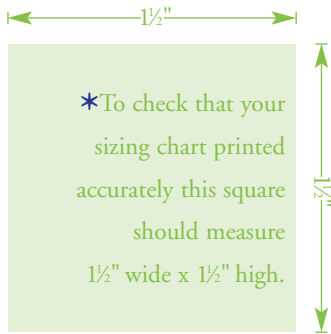 1½"
*To check that your
sizing chart printed
accurately this square
should measure
1½" wide x 1½" high.
1½"